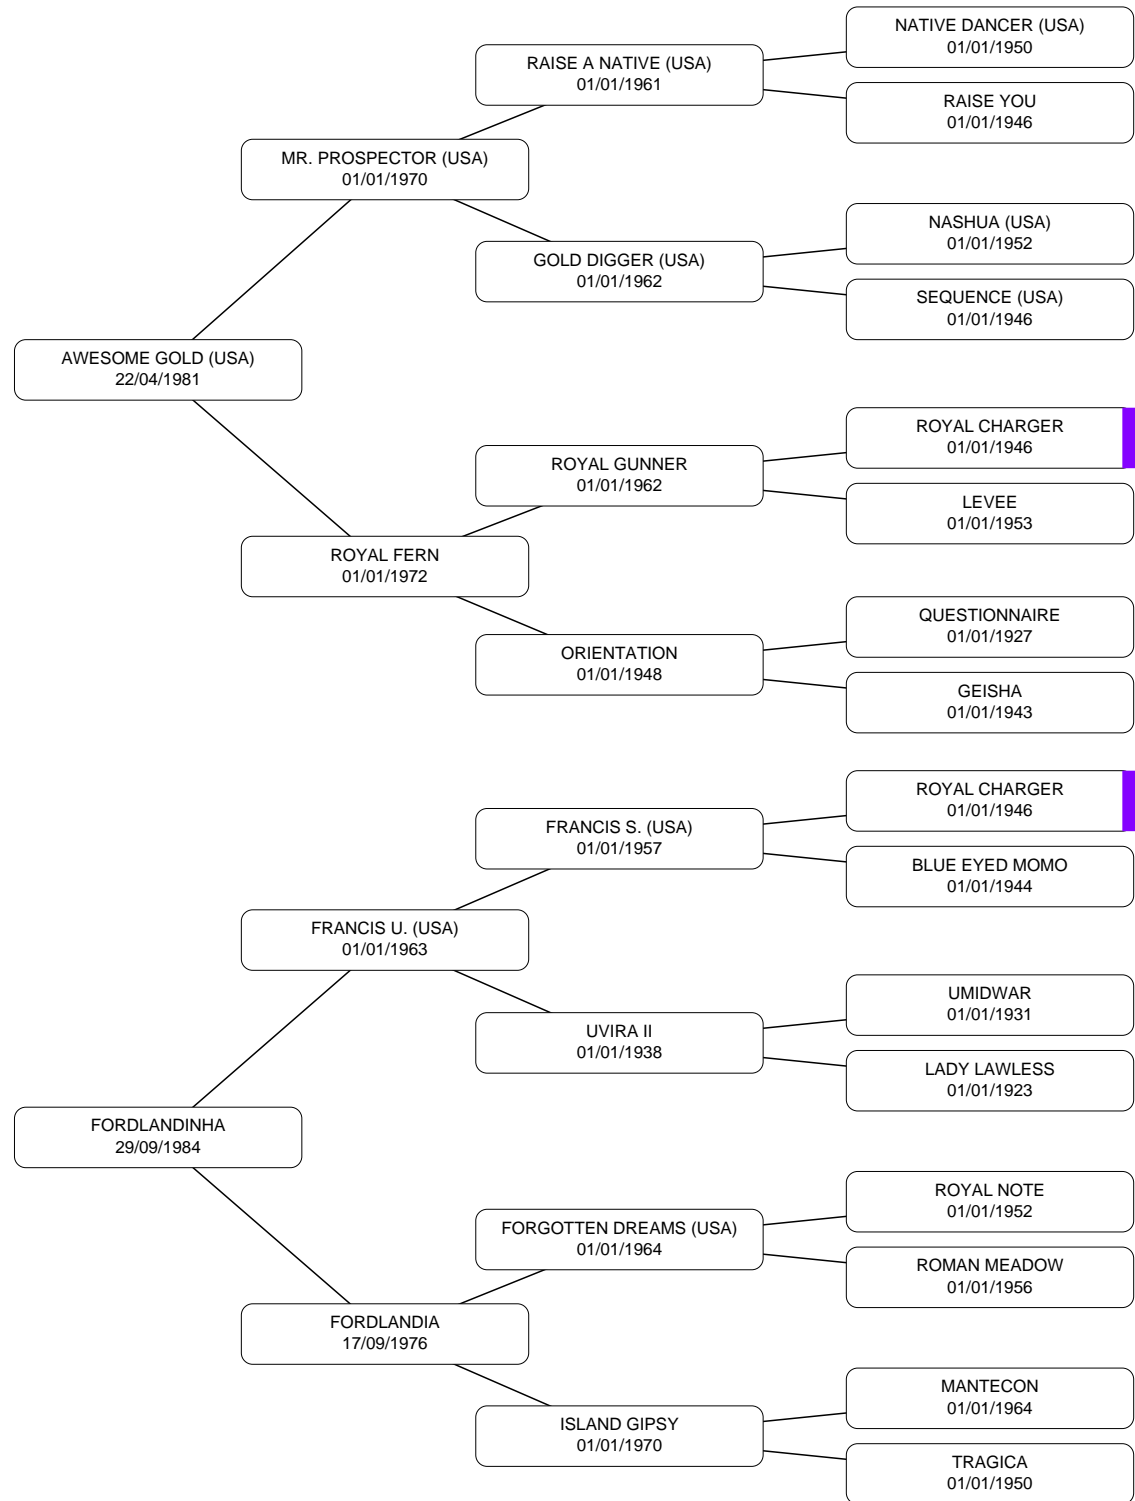 NATIVE DANCER (USA)
01/01/1950
RAISE A NATIVE (USA)
01/01/1961
RAISE YOU
01/01/1946
MR. PROSPECTOR (USA)
01/01/1970
NASHUA (USA)
01/01/1952
GOLD DIGGER (USA)
01/01/1962
SEQUENCE (USA)
01/01/1946
AWESOME GOLD (USA)
22/04/1981
ROYAL CHARGER
01/01/1946
ROYAL GUNNER
01/01/1962
LEVEE
01/01/1953
ROYAL FERN
01/01/1972
QUESTIONNAIRE
01/01/1927
ORIENTATION
01/01/1948
GEISHA
01/01/1943
ROYAL CHARGER
01/01/1946
FRANCIS S. (USA)
01/01/1957
BLUE EYED MOMO
01/01/1944
FRANCIS U. (USA)
01/01/1963
UMIDWAR
01/01/1931
UVIRA II
01/01/1938
LADY LAWLESS
01/01/1923
FORDLANDINHA
29/09/1984
ROYAL NOTE
01/01/1952
FORGOTTEN DREAMS (USA)
01/01/1964
ROMAN MEADOW
01/01/1956
FORDLANDIA
17/09/1976
MANTECON
01/01/1964
ISLAND GIPSY
01/01/1970
TRAGICA
01/01/1950